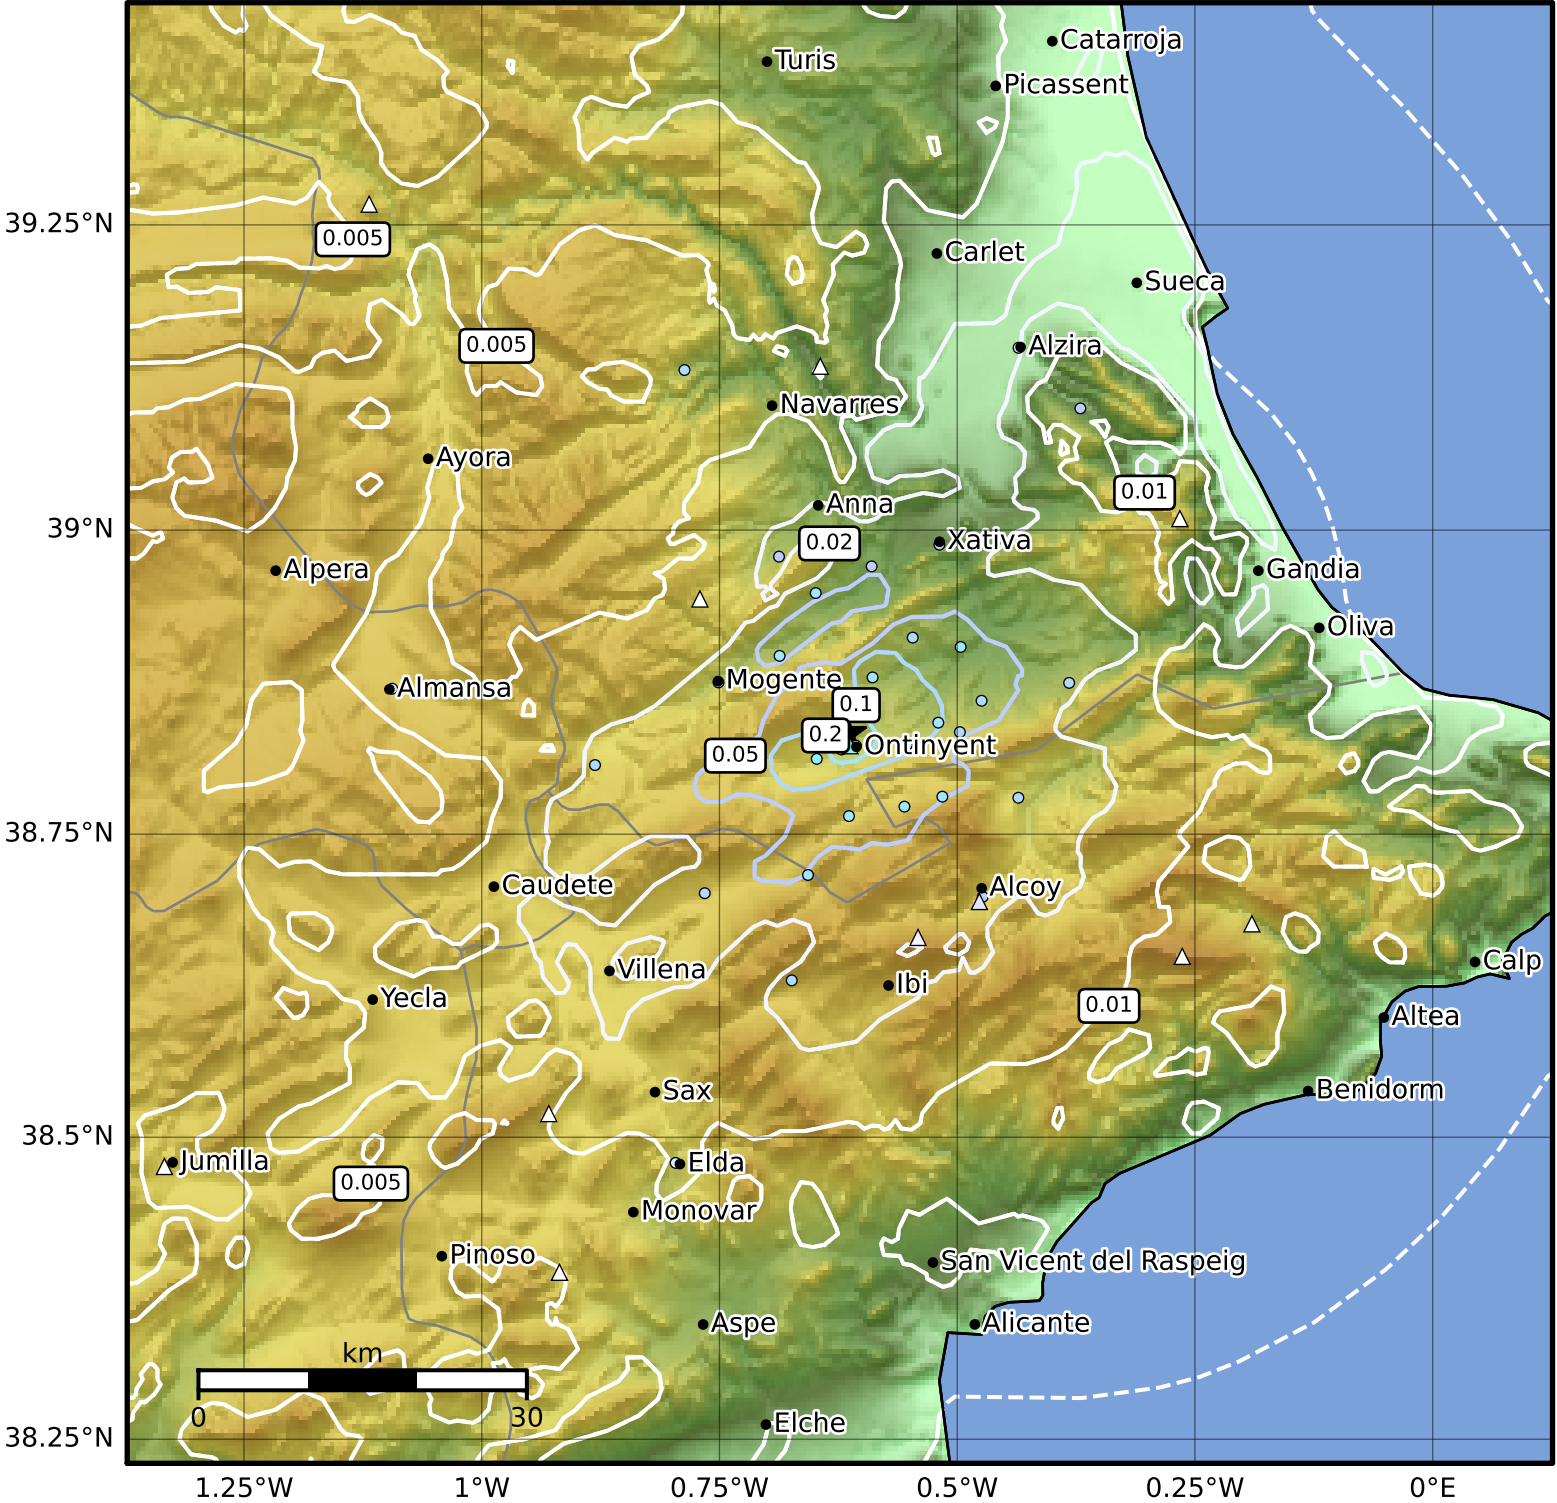 Catarroja
Turis
Picassent
39.25°N
0.005
Carlet
Sueca
0.005
Alzira
Navarres
Ayora
0.01
Anna
39°N
0.02
Xativa
Alpera
Gandia
Oliva
Mogente
Almansa
0.1
0.2
Ontinyent
0.05
38.75°N
Caudete
Alcoy
Villena
Calp
Ibi
Yecla
0.01
Altea
Sax
Benidorm
38.5°N
Jumilla
Elda
0.005
Monovar
Pinoso
San Vicent del Raspeig
Aspe
Alicante
km
0 30
Elche
38.25°N
1.25°W 1°W 0.75°W 0.5°W 0.25°W 0°E